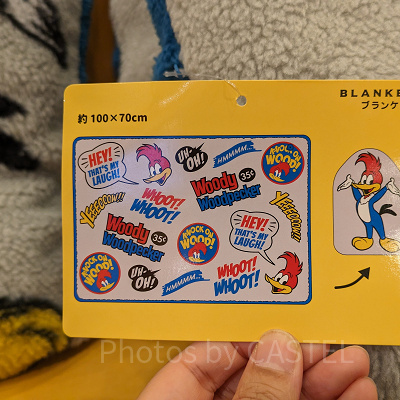 BLANKE
ブランケ
約 100×70cm
HEY!
THAT'S MY
LAUGH!
UH-
OH!
HMMMM...
KNOCK ON
WOOD!
YEEEOOOW!!
WHOOT!
WHOOT!
Woody
Woodpecker
35¢
Woody
Woodpecker
35¢
KNOCK ON
WOOD!
YEEEOOOW!!
HEY!
THAT'S MY
LAUGH!
KNOCK ON
WOOD!
UH-
OH!
HMMMM...
WHOOT!
WHOOT!
Photos by CASTEL